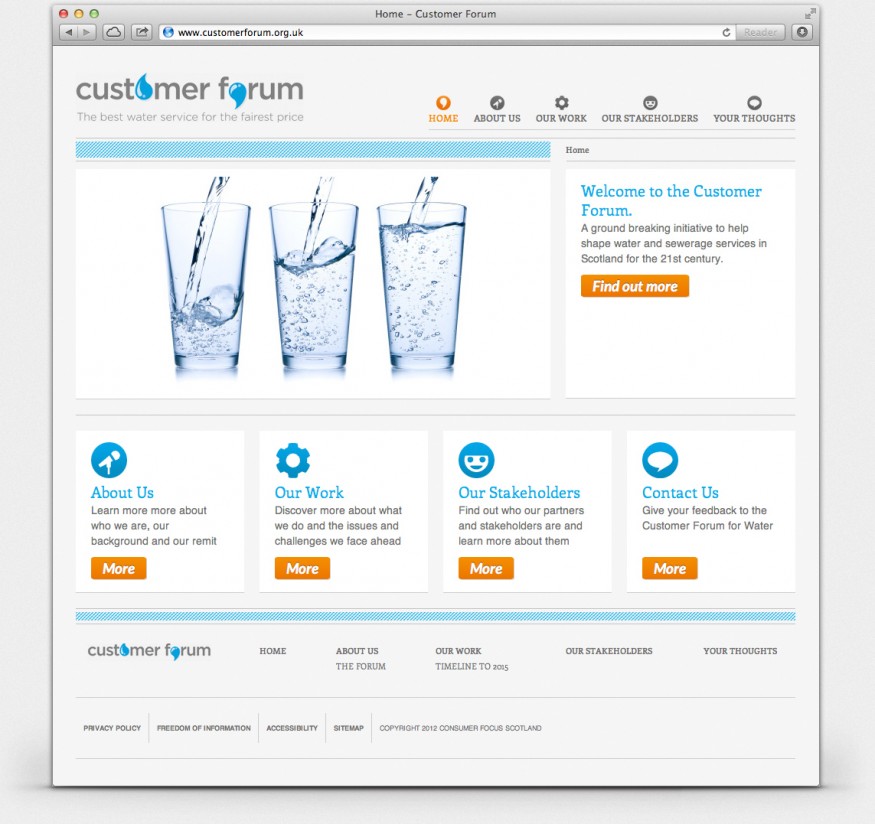 Home – Customer Forum
www.customerforum.org.uk
Reader
customer forum
The best water service for the fairest price
HOME
ABOUT US
OUR WORK
OUR STAKEHOLDERS
YOUR THOUGHTS
Home
Welcome to the Customer
Forum.
A ground breaking initiative to help
shape water and sewerage services in
Scotland for the 21st century.
Find out more
About Us
Learn more more about
who we are, our
background and our remit
More
Our Work
Discover more about what
we do and the issues and
challenges we face ahead
More
Our Stakeholders
Find out who our partners
and stakeholders are and
learn more about them
More
Contact Us
Give your feedback to the
Customer Forum for Water
More
customer forum
HOME
ABOUT US
THE FORUM
OUR WORK
TIMELINE TO 2015
OUR STAKEHOLDERS
YOUR THOUGHTS
PRIVACY POLICY
FREEDOM OF INFORMATION
ACCESSIBILITY
SITEMAP
COPYRIGHT 2012 CONSUMER FOCUS SCOTLAND